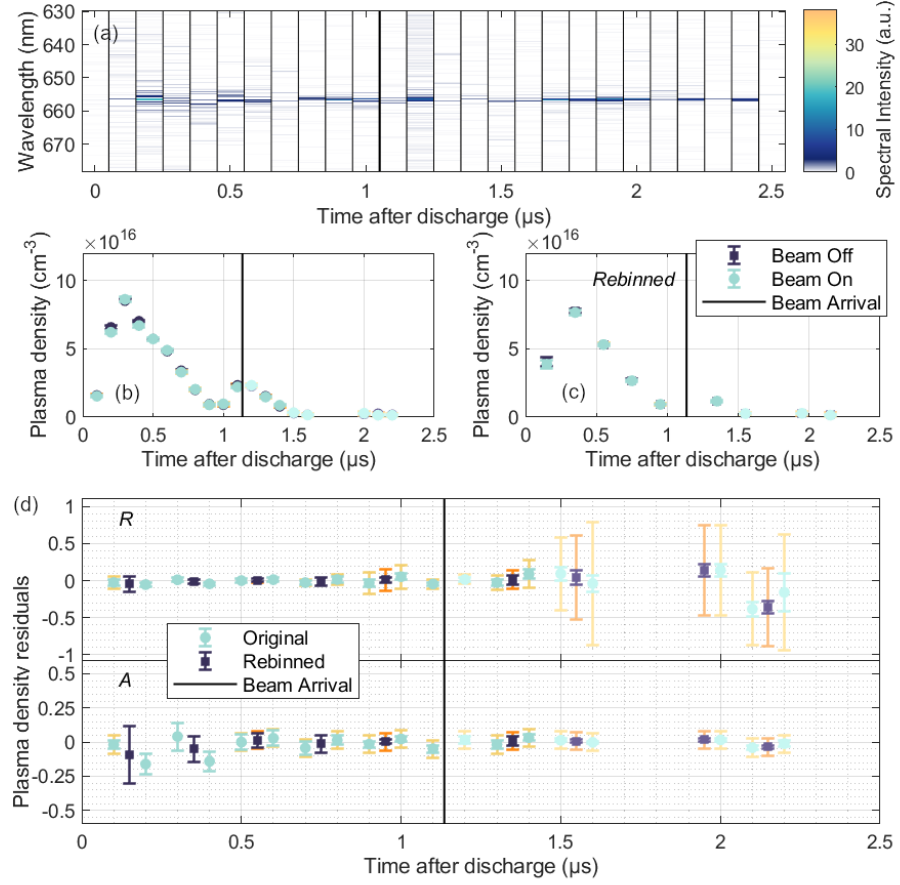 (a)
630
640
650
660
670
Wavelength (nm)
0 0.5 1 1.5 2 2.5
Time after discharge (μs)
30
20
10
0
Spectral Intensity (a.u.)
× 10^16
10
5
0
Plasma density (cm^-3)
(b)
0 0.5 1 1.5 2 2.5
Time after discharge (μs)
× 10^16
10
5
0
Plasma density (cm^-3)
Rebinned
(c)
0 0.5 1 1.5 2 2.5
Time after discharge (μs)
Beam Off
Beam On
Beam Arrival
(d)
R
1
0.5
0
-0.5
-1
Plasma density residuals
Original
Rebinned
Beam Arrival
A
0.5
0.25
0
-0.25
-0.5
0 0.5 1 1.5 2 2.5
Time after discharge (μs)